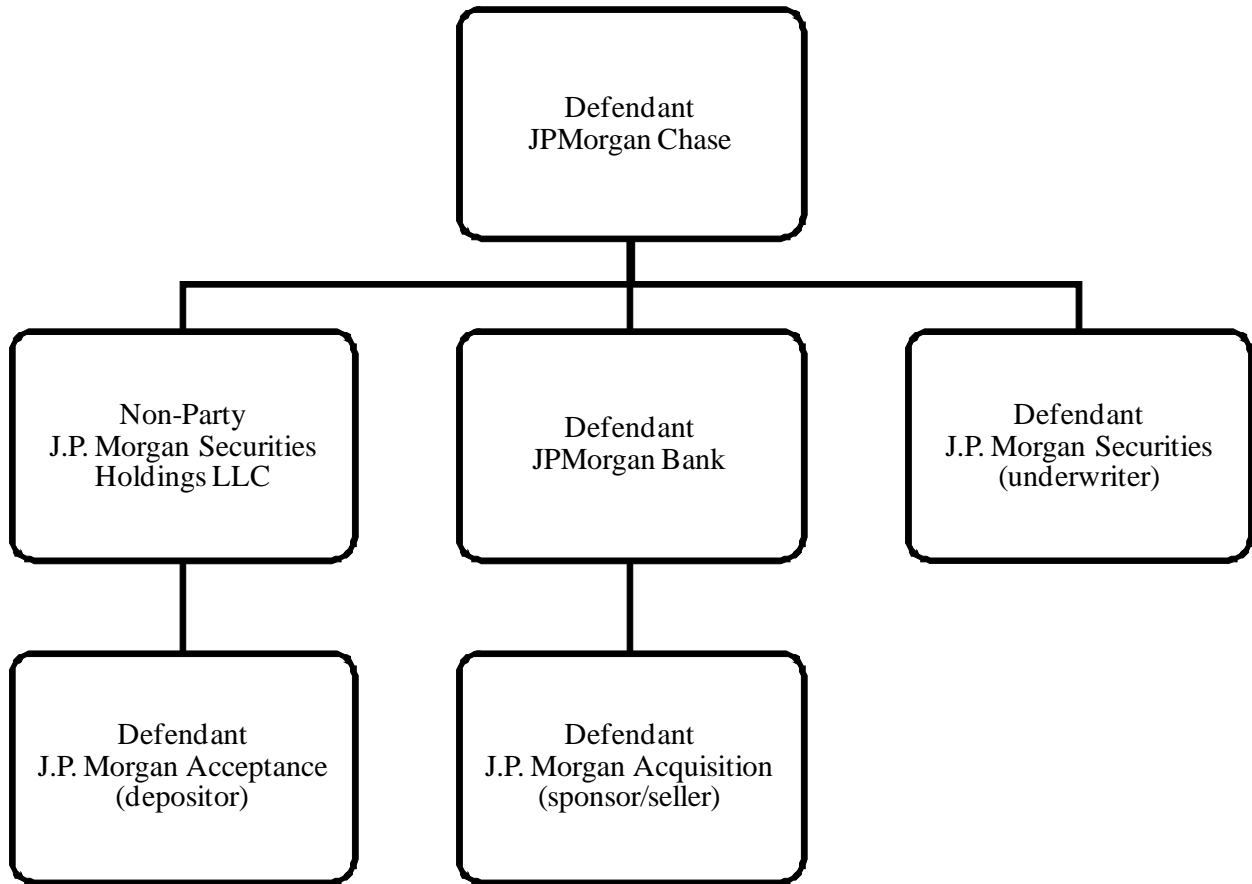 Defendant
JPMorgan Chase
Non-Party
J.P. Morgan Securities
Holdings LLC
Defendant
JPMorgan Bank
Defendant
J.P. Morgan Securities
(underwriter)
Defendant
J.P. Morgan Acceptance
(depositor)
Defendant
J.P. Morgan Acquisition
(sponsor/seller)